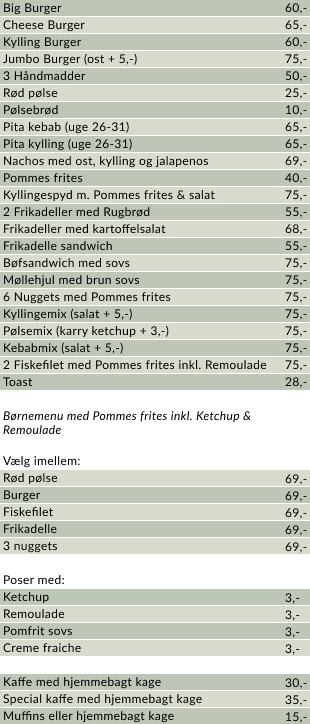 Big Burger 60,-
Cheese Burger 65,-
Kylling Burger 60,-
Jumbo Burger (ost + 5,-) 75,-
3 Håndmadder 50,-
Rød pølse 25,-
Pølsebrød 10,-
Pita kebab (uge 26-31) 65,-
Pita kylling (uge 26-31) 65,-
Nachos med ost, kylling og jalapenos 69,-
Pommes frites 40,-
Kyllingespyd m. Pommes frites & salat 75,-
2 Frikadeller med Rugbrød 55,-
Frikadeller med kartoffelsalat 68,-
Frikadelle sandwich 55,-
Bøfsandwich med sovs 75,-
Møllehjul med brun sovs 75,-
6 Nuggets med Pommes frites 75,-
Kyllingemix (salat + 5,-) 75,-
Pølsemix (karry ketchup + 3,-) 75,-
Kebabmix (salat + 5,-) 75,-
2 Fiskefilet med Pommes frites inkl. Remoulade 75,-
Toast 28,-
Børnemenu med Pommes frites inkl. Ketchup &
Remoulade
Vælg imellem:
Rød pølse 69,-
Burger 69,-
Fiskefilet 69,-
Frikadelle 69,-
3 nuggets 69,-
Poser med:
Ketchup 3,-
Remoulade 3,-
Pomfrit sovs 3,-
Creme fraiche 3,-
Kaffe med hjemmebagt kage 30,-
Special kaffe med hjemmebagt kage 35,-
Muffins eller hjemmebagt kage 15,-